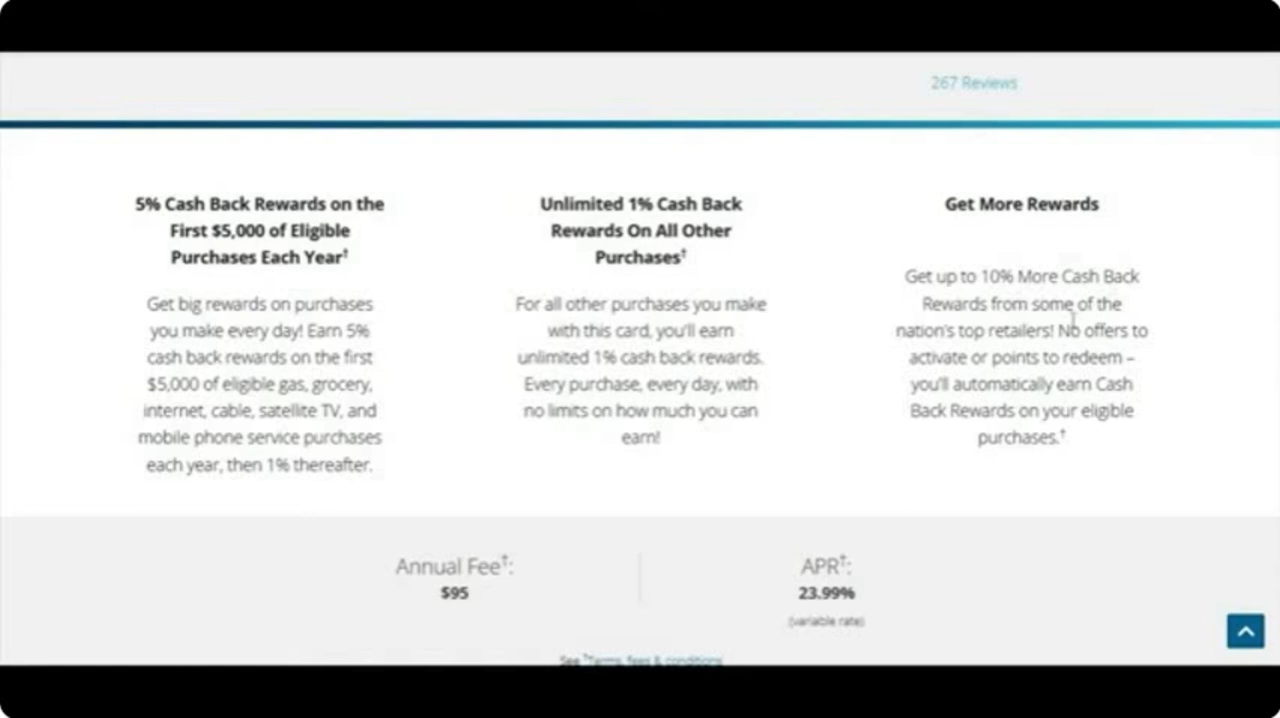 267 Reviews
5% Cash Back Rewards on the
First $5,000 of Eligible
Purchases Each Year†
Get big rewards on purchases
you make every day! Earn 5%
cash back rewards on the first
$5,000 of eligible gas, grocery,
internet, cable, satellite TV, and
mobile phone service purchases
each year, then 1% thereafter.
Unlimited 1% Cash Back
Rewards On All Other
Purchases†
For all other purchases you make
with this card, you'll earn
unlimited 1% cash back rewards.
Every purchase, every day, with
no limits on how much you can
earn!
Get More Rewards
Get up to 10% More Cash Back
Rewards from some of the
nation's top retailers! No offers to
activate or points to redeem –
you'll automatically earn Cash
Back Rewards on your eligible
purchases.†
Annual Fee†:
$95
APR†:
23.99%
(variable rate)
See †Terms, fees & conditions